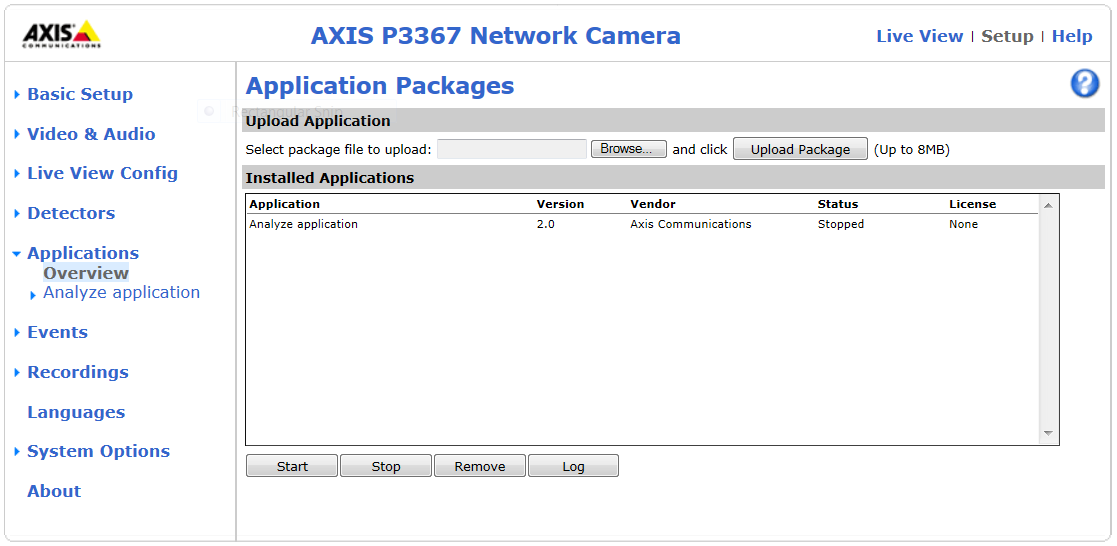 AXIS COMMUNICATIONS
AXIS P3367 Network Camera
Live View | Setup | Help
Basic Setup
Video & Audio
Live View Config
Detectors
Applications
Overview
Analyze application
Events
Recordings
Languages
System Options
About
Application Packages
Rectangular Snip
Upload Application
Select package file to upload: Browse... and click Upload Package (Up to 8MB)
Installed Applications
Application Version Vendor Status License
Analyze application 2.0 Axis Communications Stopped None
Start Stop Remove Log